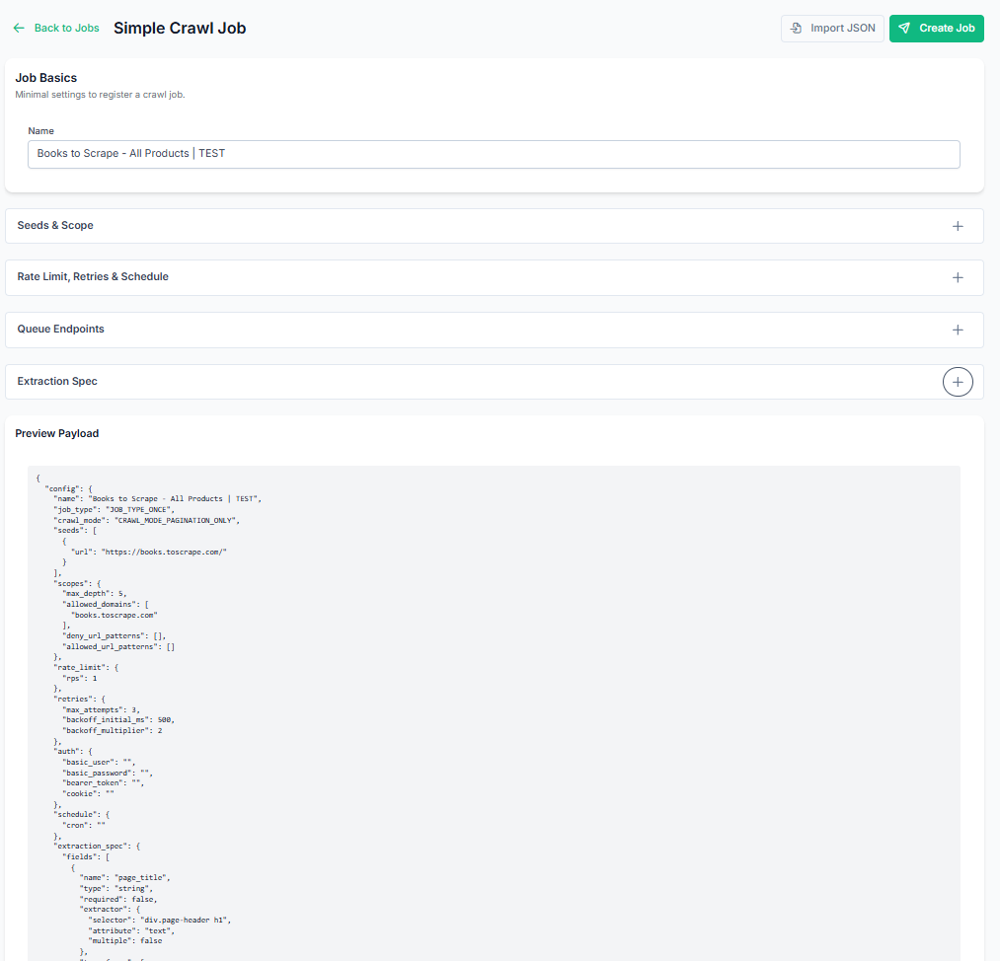 Back to Jobs Simple Crawl Job Import JSON Create Job
Job Basics
Minimal settings to register a crawl job.
Name
Books to Scrape - All Products | TEST
Seeds & Scope
Rate Limit, Retries & Schedule
Queue Endpoints
Extraction Spec
Preview Payload
{
  "config": {
    "name": "Books to Scrape - All Products | TEST",
    "job_type": "JOB_TYPE_ONCE",
    "crawl_mode": "CRAWL_MODE_PAGINATION_ONLY",
    "seeds": [
      {
        "url": "https://books.toscrape.com/"
      }
    ],
    "scopes": {
      "max_depth": 5,
      "allowed_domains": [
        "books.toscrape.com"
      ],
      "deny_url_patterns": [],
      "allowed_url_patterns": []
    },
    "rate_limit": {
      "rps": 1
    },
    "retries": {
      "max_attempts": 3,
      "backoff_initial_ms": 500,
      "backoff_multiplier": 2
    },
    "auth": {
      "basic_user": "",
      "basic_password": "",
      "bearer_token": "",
      "cookie": ""
    },
    "schedule": {
      "cron": ""
    },
    "extraction_spec": {
      "fields": [
        {
          "name": "page_title",
          "type": "string",
          "required": false,
          "extractor": {
            "selector": "div.page-header h1",
            "attribute": "text",
            "multiple": false
          },